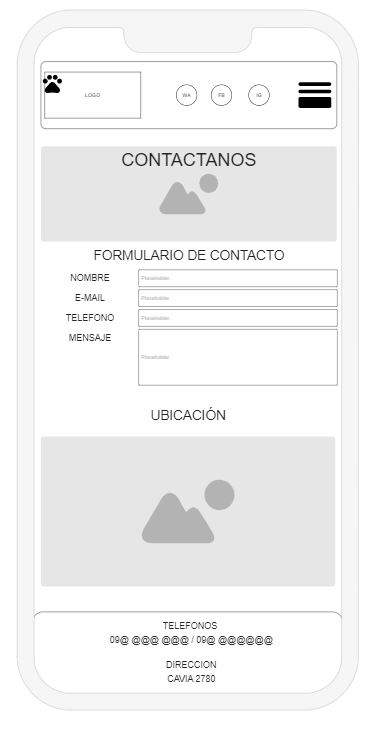 LOGO
WA
FB
IG
CONTACTANOS
FORMULARIO DE CONTACTO
NOMBRE
Placeholder
E-MAIL
Placeholder
TELEFONO
Placeholder
MENSAJE
Placeholder
UBICACIÓN
TELEFONOS
09@ @@@ @@@ / 09@ @@@@@@
DIRECCION
CAVIA 2780